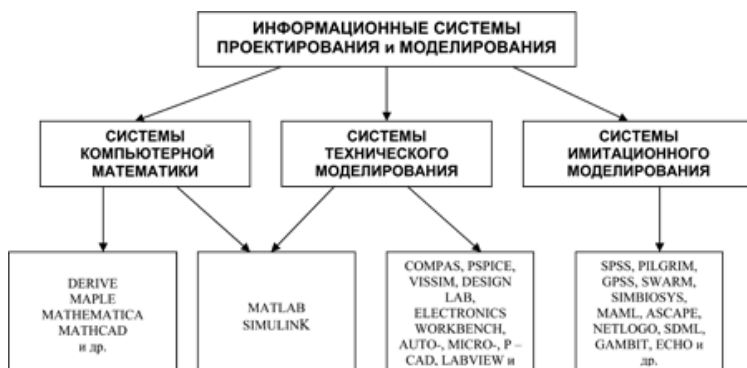 ИНФОРМАЦИОННЫЕ СИСТЕМЫ
ПРОЕКТИРОВАНИЯ и МОДЕЛИРОВАНИЯ
СИСТЕМЫ
КОМПЬЮТЕРНОЙ
МАТЕМАТИКИ
СИСТЕМЫ
ТЕХНИЧЕСКОГО
МОДЕЛИРОВАНИЯ
СИСТЕМЫ
ИМИТАЦИОННОГО
МОДЕЛИРОВАНИЯ
DERIVE
MAPLE
MATHEMATICA
MATHCAD
и др.
MATLAB
SIMULINK
COMPAS, PSPICE,
VISSIM, DESIGN
LAB,
ELECTRONICS
WORKBENCH,
AUTO-, MICRO-, P –
CAD, LABVIEW и
SPSS, PILGRIM,
GPSS, SWARM,
SIMBIOSYS,
MAML, ASCAPE,
NETLOGO, SDML,
GAMBIT, ECHO и
др.